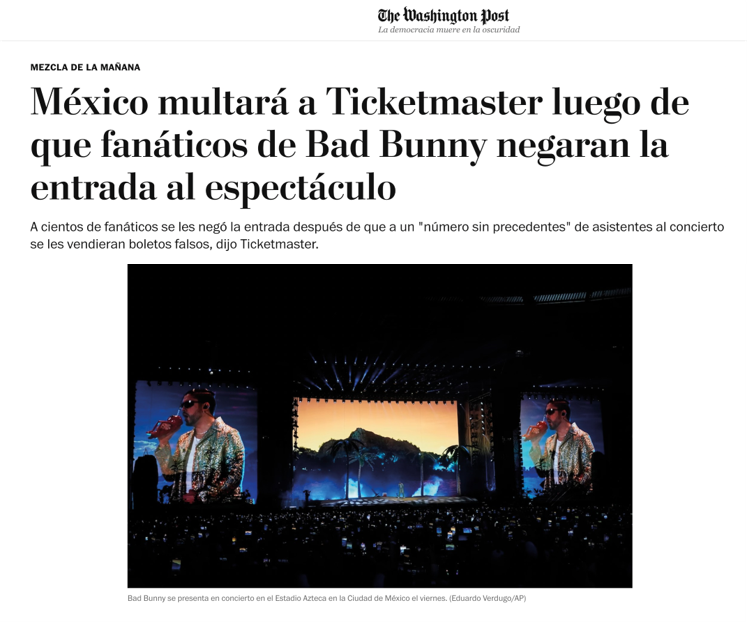 The Washington Post
La democracia muere en la oscuridad
MEZCLA DE LA MAÑANA
México multará a Ticketmaster luego de
que fanáticos de Bad Bunny negaran la
entrada al espectáculo
A cientos de fanáticos se les negó la entrada después de que a un "número sin precedentes" de asistentes al concierto
se les vendieran boletos falsos, dijo Ticketmaster.
Bad Bunny se presenta en concierto en el Estadio Azteca en la Ciudad de México el viernes. (Eduardo Verdugo/AP)